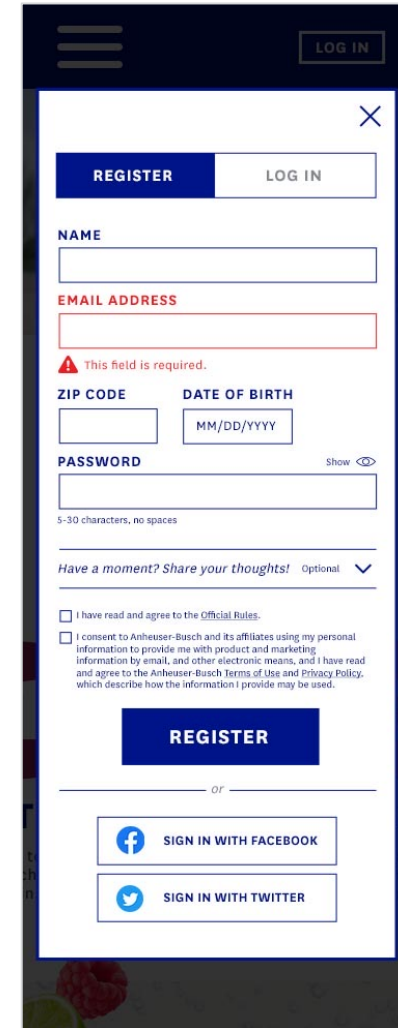 LOG IN
REGISTER
LOG IN
NAME
EMAIL ADDRESS
This field is required.
ZIP CODE
DATE OF BIRTH
MM/DD/YYYY
PASSWORD
Show
5-30 characters, no spaces
Have a moment? Share your thoughts! Optional
I have read and agree to the Official Rules.
I consent to Anheuser-Busch and its affiliates using my personal
information to provide me with product and marketing
information by email, and other electronic means, and I have read
and agree to the Anheuser-Busch Terms of Use and Privacy Policy,
which describe how the information I provide may be used.
REGISTER
or
SIGN IN WITH FACEBOOK
SIGN IN WITH TWITTER